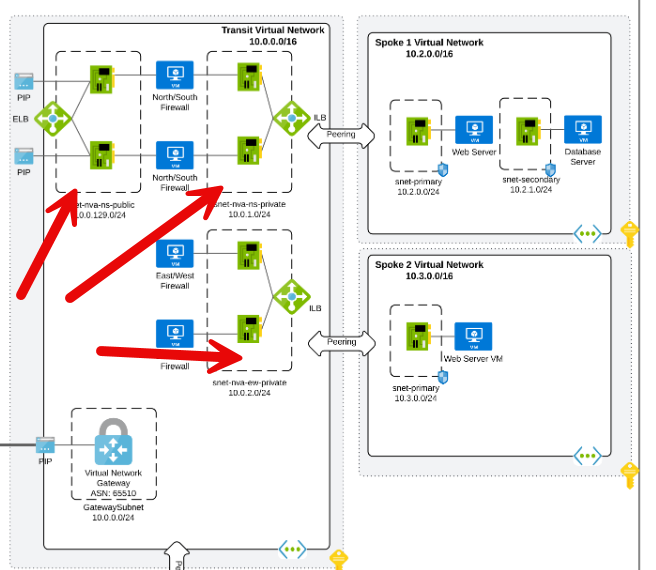 Transit Virtual Network
10.0.0.0/16
PIP
ELB
PIP
North/South
Firewall
North/South
Firewall
ILB
et-nva-ns-public
0.0.129.0/24
snet-nva-ns-private
10.0.1.0/24
East/West
Firewall
Firewall
ILB
snet-nva-ew-private
10.0.2.0/24
PIP
Virtual Network
Gateway
ASN: 65510
GatewaySubnet
10.0.0.0/24
Peering
Peering
Pe
Spoke 1 Virtual Network
10.2.0.0/16
Web Server
Database
Server
snet-primary
10.2.0.0/24
snet-secondary
10.2.1.0/24
Spoke 2 Virtual Network
10.3.0.0/16
Web Server VM
snet-primary
10.3.0.0/24
VM
VM
VM
VM
VM
VM
VM